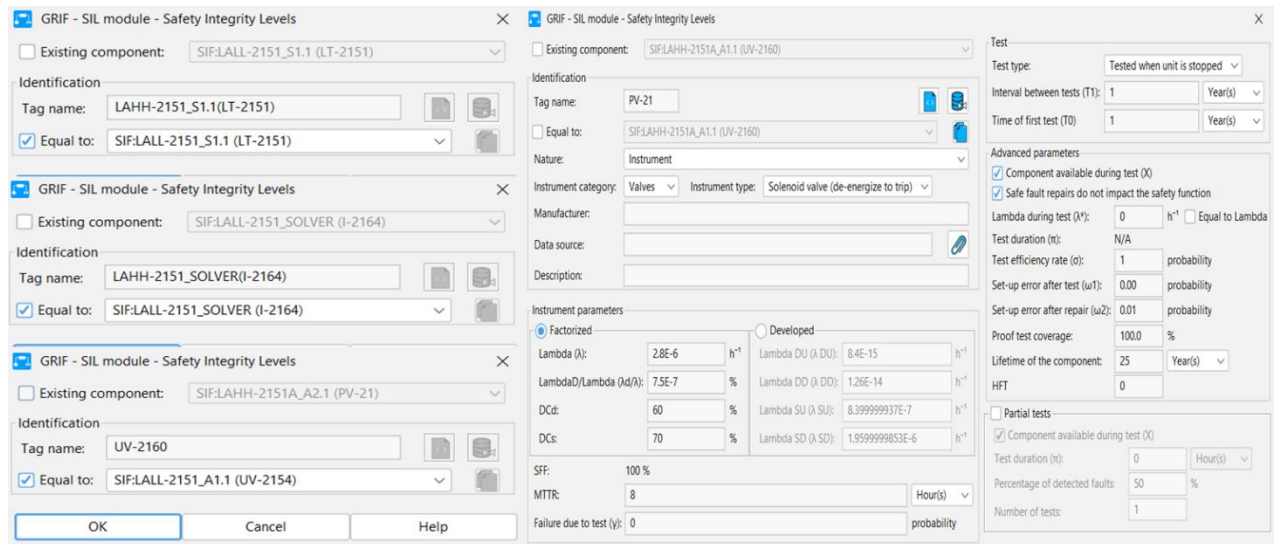 GRIF - SIL module - Safety Integrity Levels X
Existing component: SIF:LALL-2151_S1.1 (LT-2151)
Identification
Tag name: LAHH-2151_S1.1(LT-2151)
Equal to: SIF:LALL-2151_S1.1 (LT-2151)
GRIF - SIL module - Safety Integrity Levels X
Existing component: SIF:LALL-2151_SOLVER (I-2164)
Identification
Tag name: LAHH-2151_SOLVER(I-2164)
Equal to: SIF:LALL-2151_SOLVER (I-2164)
GRIF - SIL module - Safety Integrity Levels X
Existing component: SIF:LAHH-2151A_A2.1 (PV-21)
Identification
Tag name: UV-2160
Equal to: SIF:LALL-2151_A1.1 (UV-2154)
OK Cancel Help
GRIF - SIL module - Safety Integrity Levels X
Existing component: SIF:LAHH-2151A_A1.1 (UV-2160)
Identification
Tag name: PV-21
Equal to: SIF:LAHH-2151A_A1.1 (UV-2160)
Nature: Instrument
Instrument category: Valves Instrument type: Solenoid valve (de-energize to trip)
Manufacturer:
Data source:
Description:
Instrument parameters
Factorized Developed
Lambda (λ): 2.8E-6 h⁻¹ Lambda DU (λ DU): 8.4E-15 h⁻¹
LambdaD/Lambda (λd/λ): 7.5E-7 % Lambda DD (λ DD): 1.26E-14 h⁻¹
DCd: 60 % Lambda SU (λ SU): 8.399999937E-7 h⁻¹
DCs: 70 % Lambda SD (λ SD): 1.9599999853E-6 h⁻¹
SFF: 100 %
MTTR: 8 Hour(s)
Failure due to test (γ): 0 probability
Test
Test type: Tested when unit is stopped
Interval between tests (T1): 1 Year(s)
Time of first test (T0) 1 Year(s)
Advanced parameters
Component available during test (X)
Safe fault repairs do not impact the safety function
Lambda during test (λ*): 0 h⁻¹ Equal to Lambda
Test duration (π): N/A
Test efficiency rate (σ): 1 probability
Set-up error after test (ω1): 0.00 probability
Set-up error after repair (ω2): 0.01 probability
Proof test coverage: 100.0 %
Lifetime of the component: 25 Year(s)
HFT 0
Partial tests
Component available during test (X)
Test duration (π): 0 Hour(s)
Percentage of detected faults: 50 %
Number of tests: 1